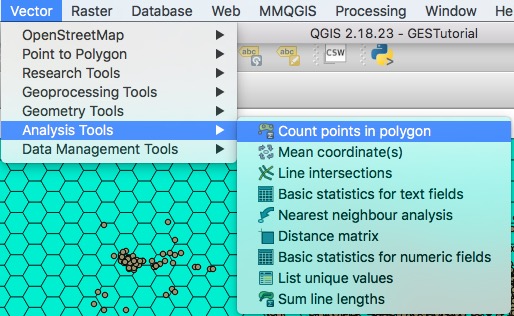 Vector Raster Database Web MMQGIS Processing Window He
QGIS 2.18.23 - GESTutorial
abc abc CSW
OpenStreetMap
Point to Polygon
Research Tools
Geoprocessing Tools
Geometry Tools
Analysis Tools
Data Management Tools
Count points in polygon
Mean coordinate(s)
Line intersections
Basic statistics for text fields
Nearest neighbour analysis
Distance matrix
Basic statistics for numeric fields
List unique values
Sum line lengths